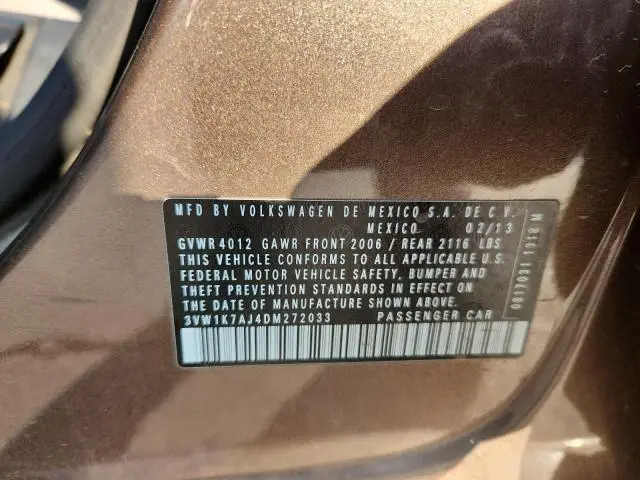 MFD BY VOLKSWAGEN DE MEXICO S.A. DE C.V.
MEXICO 02/13
GVWR 4012 GAWR FRONT 2006 / REAR 2116 LBS
THIS VEHICLE CONFORMS TO ALL APPLICABLE U.S.
FEDERAL MOTOR VEHICLE SAFETY, BUMPER AND
THEFT PREVENTION STANDARDS IN EFFECT ON
THE DATE OF MANUFACTURE SHOWN ABOVE.
3VW1K7AJ4DM272033 PASSENGER CAR
0817031 1018 M